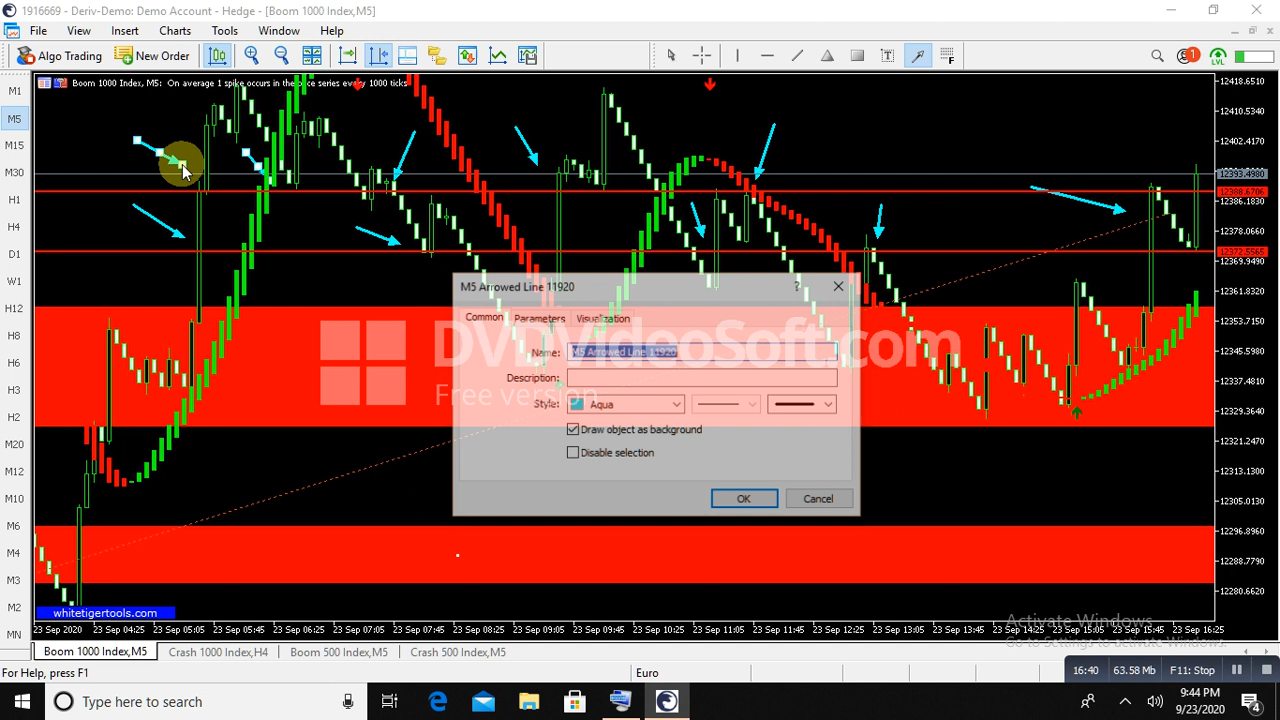 1916669 - Deriv-Demo: Demo Account - Hedge - [Boom 1000 Index,M5]
File View Insert Charts Tools Window Help
Algo Trading New Order
T F 1 LVL
M1
M5
M15
M30
H1
H4
D1
W1
H12
H8
H6
H3
H2
M20
M12
M10
M6
M4
M3
M2
MN
Boom 1000 Index, M5: On average 1 spike occurs in the price series every 1000 ticks
12418.6510
12410.5340
12402.4170
12393.4980
12388.6706
12386.1830
12378.0660
12372.5565
12369.9490
12361.8320
12353.7150
12345.5980
12337.4810
12329.3640
12321.2470
12313.1300
12305.0130
12296.8960
12288.7790
12280.6620
M5 Arrowed Line 11920 ?
Common Parameters Visualization
Name: M5 Arrowed Line 11920
Description:
Style: Aqua
Draw object as background
Disable selection
OK Cancel
DVDVideoSoft.com
Free version
whitetigertools.com
23 Sep 2020 23 Sep 04:25 23 Sep 05:05 23 Sep 05:45 23 Sep 06:25 23 Sep 07:05 23 Sep 07:45 23 Sep 08:25 23 Sep 09:05 23 Sep 09:45 23 Sep 10:25 23 Sep 11:05 23 Sep 11:45 23 Sep 12:25 23 Sep 13:05 23 Sep 14:25 23 Sep 15:05 23 Sep 15:45 23 Sep 16:25
Activate Windows
Go to Settings to activate Windows.
Boom 1000 Index,M5 Crash 1000 Index,H4 Boom 500 Index,M5 Crash 500 Index,M5
For Help, press F1 Euro
16:40 63.58 Mb F11: Stop
Type here to search
9:44 PM
9/23/2020
4